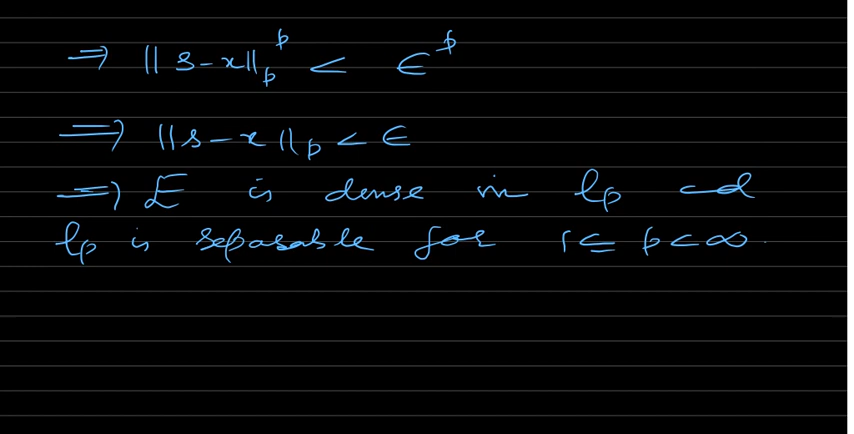 ⇒ ||s-x||_p^p < ϵ^p
⇒ ||s-x||_p < ϵ
⇒ E is dense in l_p and
l_p is separable for 1 ≤ p < ∞.